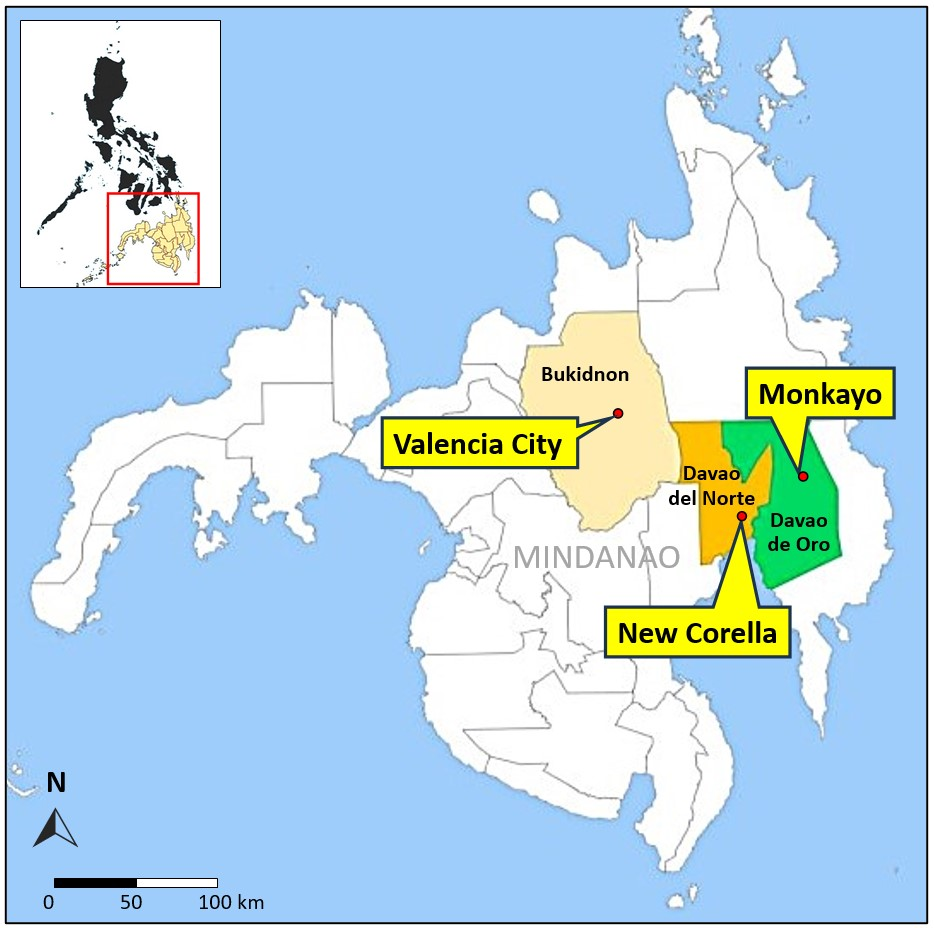 Bukidnon
Monkayo
Valencia City
Davao
del Norte
Davao
de Oro
MINDANAO
New Corella
N
0 50 100 km